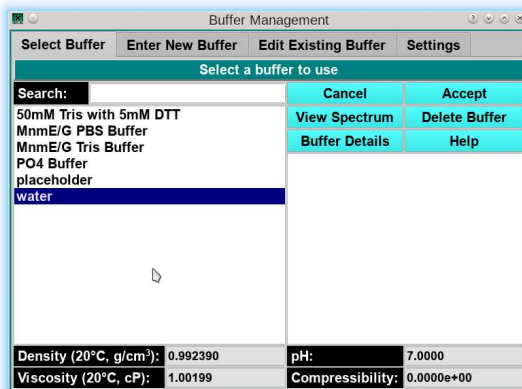 Buffer Management
Select Buffer Enter New Buffer Edit Existing Buffer Settings
Select a buffer to use
Search: Cancel Accept
50mM Tris with 5mM DTT View Spectrum Delete Buffer
MnmE/G PBS Buffer
MnmE/G Tris Buffer Buffer Details Help
PO4 Buffer
placeholder
water
Density (20°C, g/cm³): 0.992390 pH: 7.0000
Viscosity (20°C, cP): 1.00199 Compressibility: 0.0000e+00